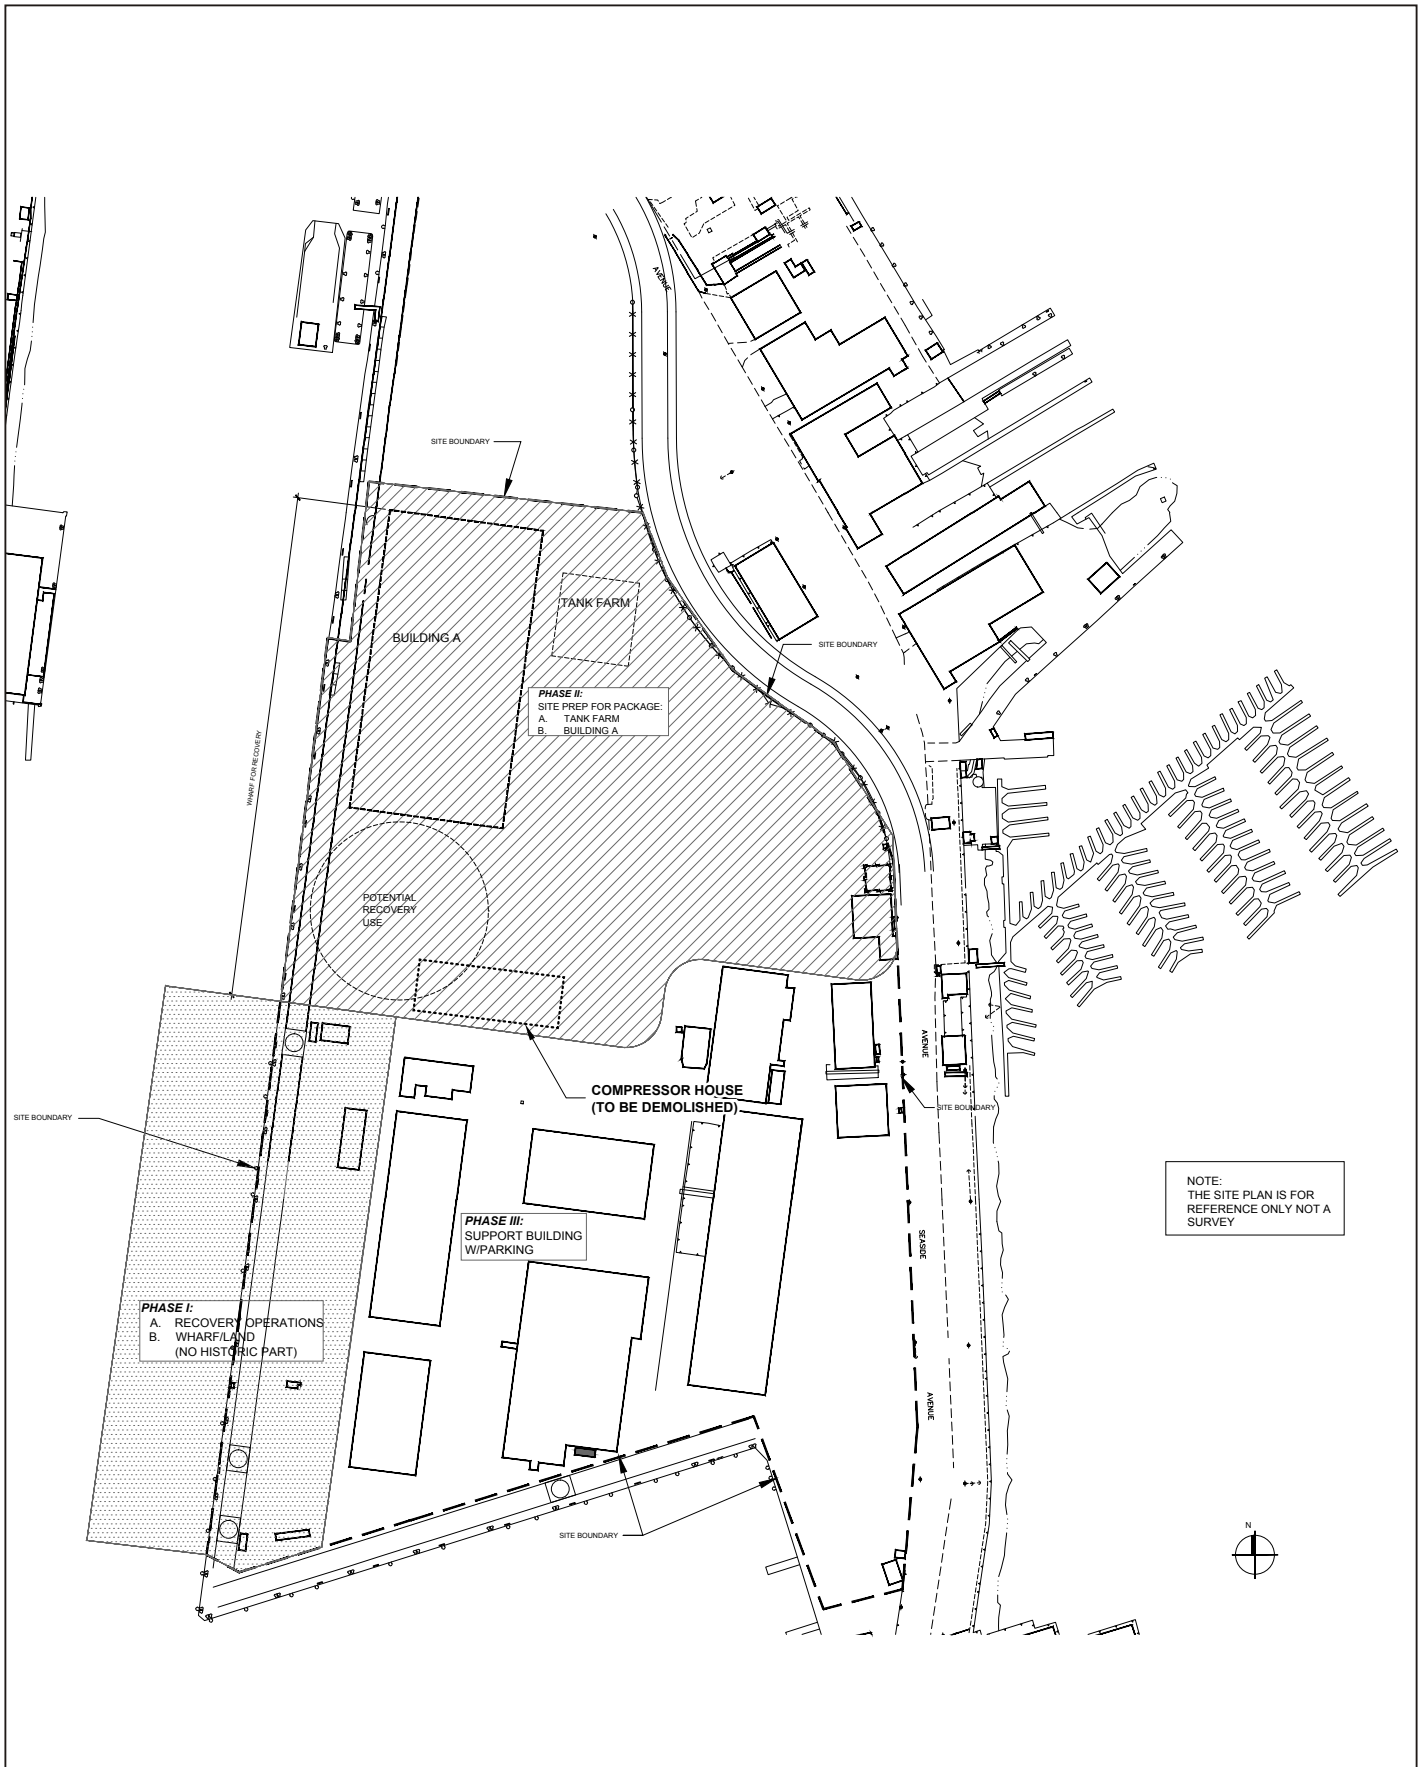 AVENUE
SITE BOUNDARY
TANK FARM
BUILDING A
SITE BOUNDARY
PHASE II:
SITE PREP FOR PACKAGE:
A. TANK FARM
B. BUILDING A
WHARF FOR RECOVERY
POTENTIAL
RECOVERY
USE
AVENUE
COMPRESSOR HOUSE
(TO BE DEMOLISHED)
SITE BOUNDARY
SITE BOUNDARY
NOTE:
THE SITE PLAN IS FOR
REFERENCE ONLY NOT A
SURVEY
PHASE III:
SUPPORT BUILDING
W/PARKING
SEASIDE
PHASE I:
A. RECOVERY OPERATIONS
B. WHARF/LAND
(NO HISTORIC PART)
AVENUE
SITE BOUNDARY
N